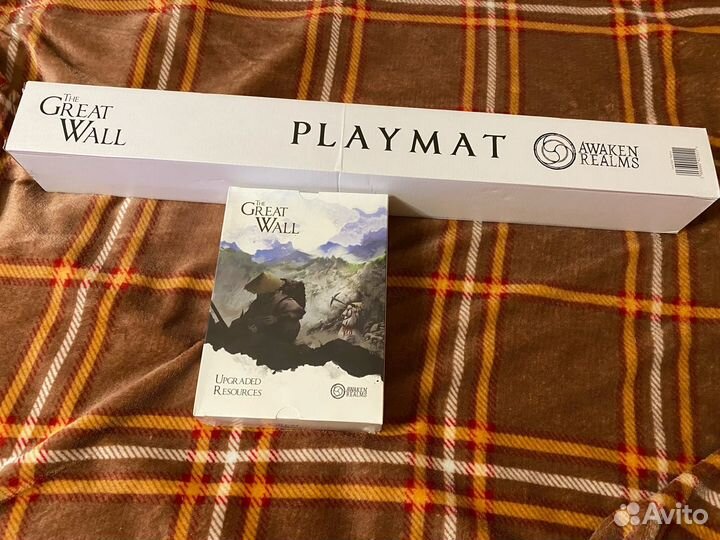 THE
GREAT
WALL
PLAYMAT
AWAKEN
REALMS
THE
GREAT
WALL
UPGRADED
RESOURCES
AWAKEN
REALMS
Avito